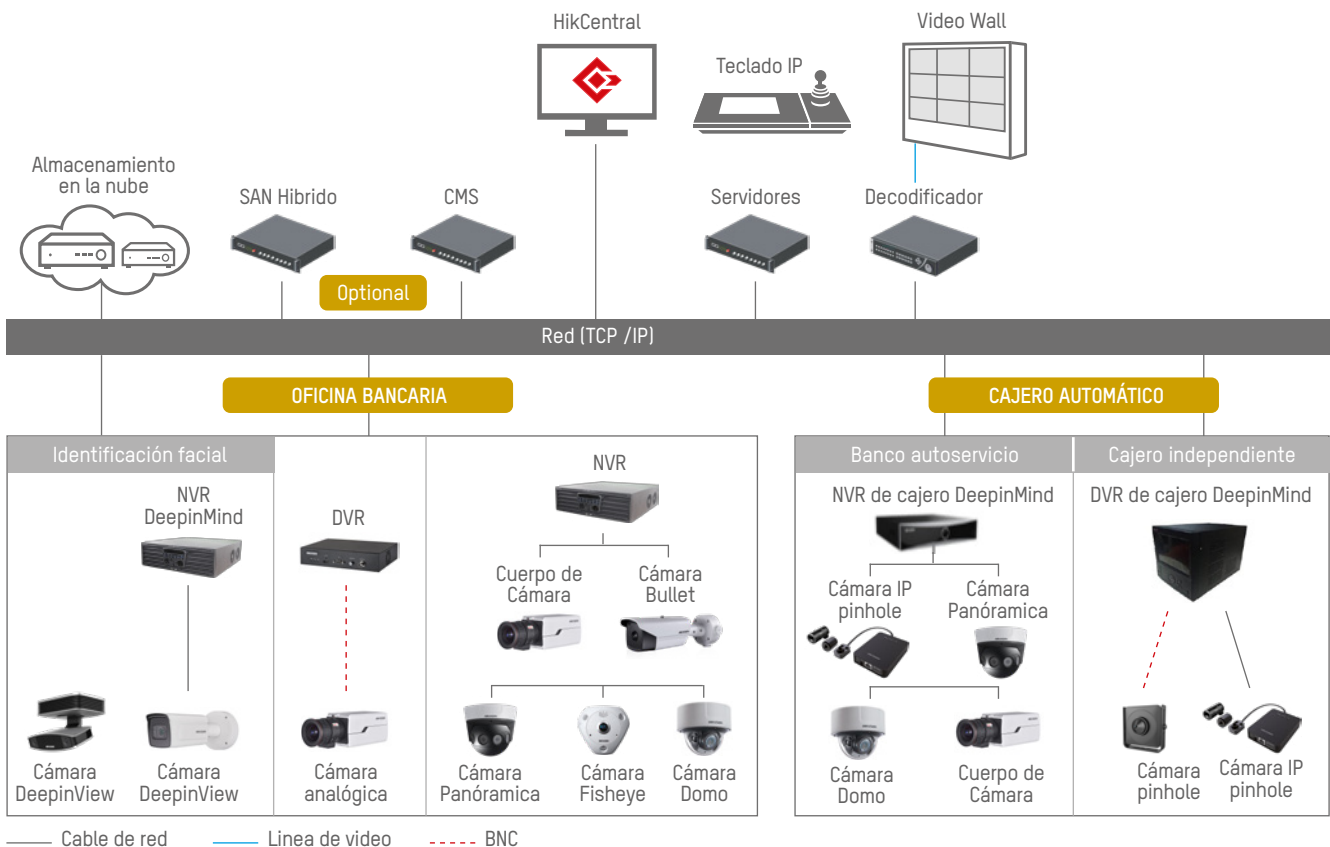 HikCentral
Video Wall
Teclado IP
Almacenamiento
en la nube
SAN Hibrido
CMS
Servidores
Decodificador
Optional
Red (TCP /IP)
OFICINA BANCARIA
CAJERO AUTOMÁTICO
Identificación facial
Banco autoservicio
Cajero independiente
NVR
DeepinMind
DVR
NVR
NVR de cajero DeepinMind
DVR de cajero DeepinMind
Cuerpo de
Cámara
Cámara
Bullet
Cámara IP
pinhole
Cámara
Panóramica
Cámara
DeepinView
Cámara
DeepinView
Cámara
analógica
Cámara
Panóramica
Cámara
Fisheye
Cámara
Domo
Cámara
Domo
Cuerpo de
Cámara
Cámara
pinhole
Cámara IP
pinhole
Cable de red
Linea de video
BNC